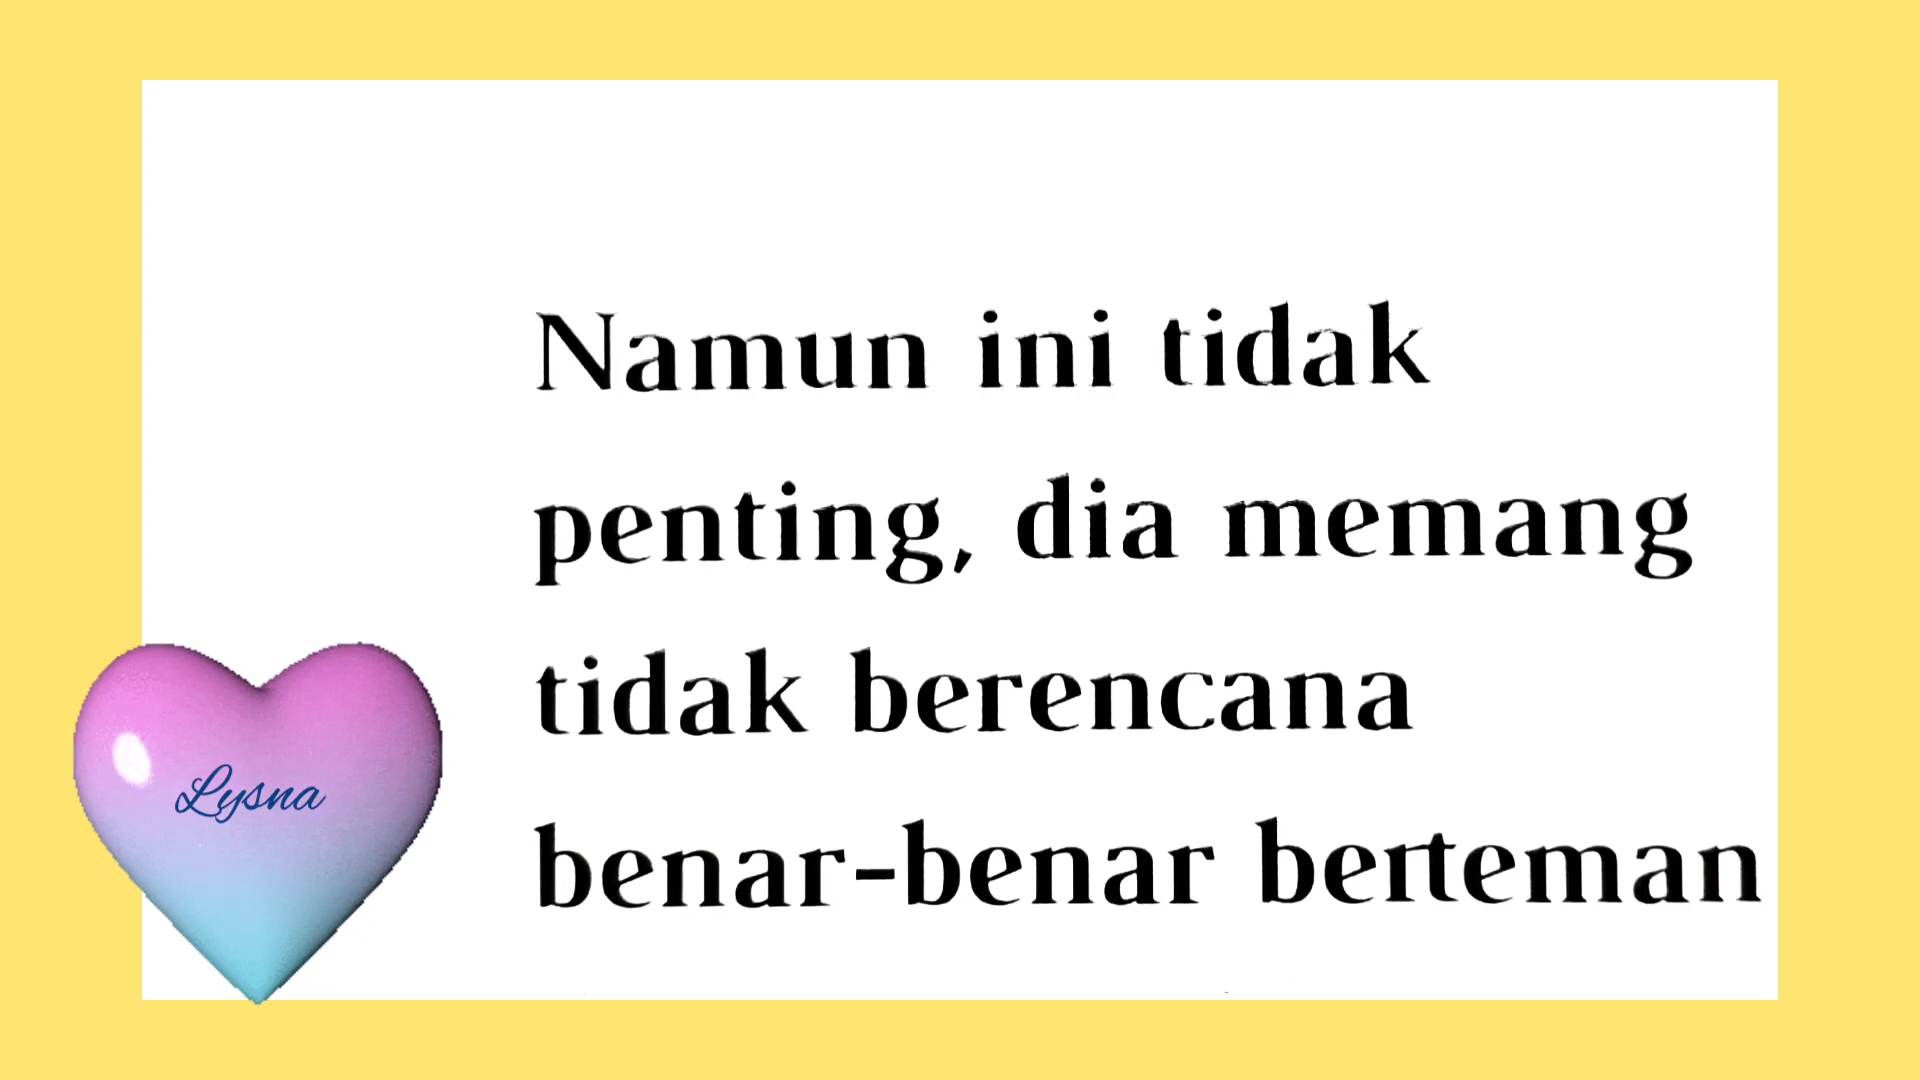 Namun ini tidak
penting, dia memang
tidak berencana
benar-benar berteman
Lysna